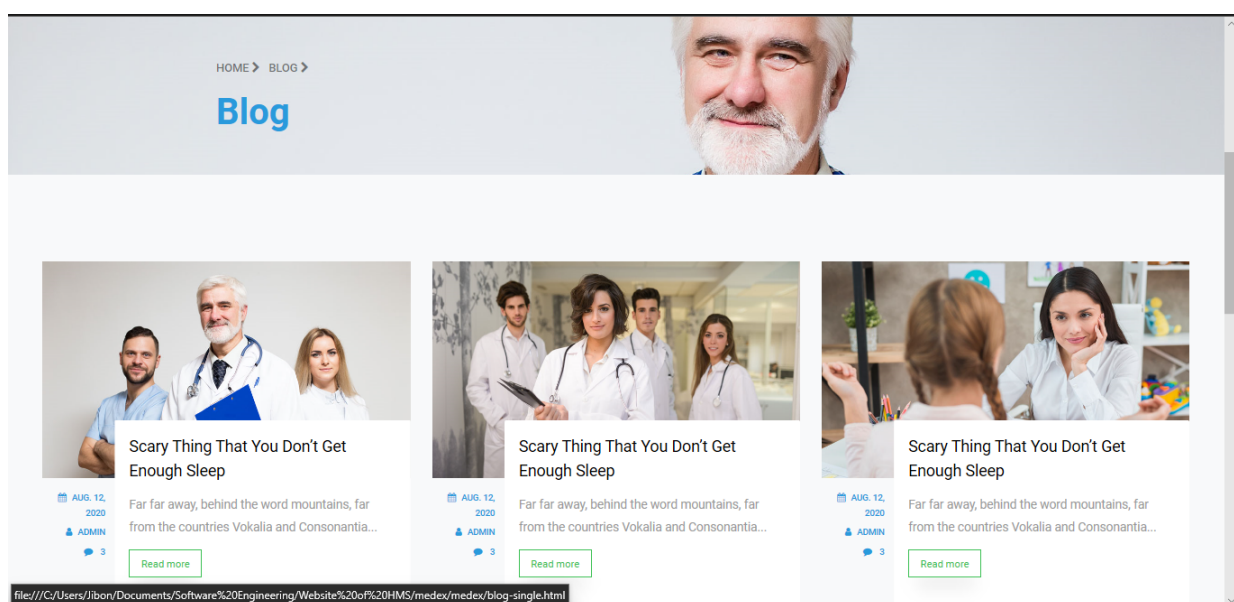 HOME BLOG
Blog
Scary Thing That You Don't Get
Enough Sleep
AUG. 12,
2020
ADMIN
3
Far far away, behind the word mountains, far
from the countries Vokalia and Consonantia...
Read more
Scary Thing That You Don't Get
Enough Sleep
AUG. 12,
2020
ADMIN
3
Far far away, behind the word mountains, far
from the countries Vokalia and Consonantia...
Read more
Scary Thing That You Don't Get
Enough Sleep
AUG. 12,
2020
ADMIN
3
Far far away, behind the word mountains, far
from the countries Vokalia and Consonantia...
Read more
file:///C:/Users/Jibon/Documents/Software%20Engineering/Website%20of%20HMS/medex/medex/blog-single.html